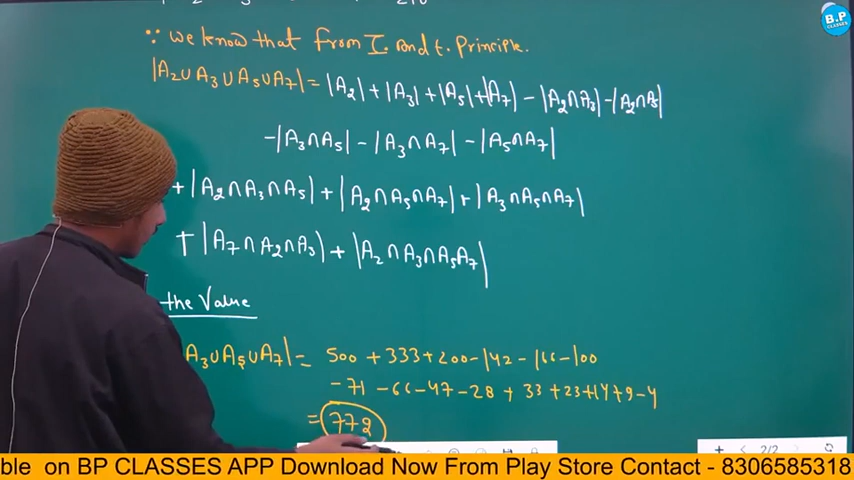 ∵ we know that from I. and E. Principle.
|A2∪A3∪A5∪A7| = |A2| + |A3| + |A5| + |A7| - |A2∩A3| - |A2∩A5|
- |A3∩A5| - |A3∩A7| - |A5∩A7|
+ |A2∩A3∩A5| + |A2∩A5∩A7| + |A3∩A5∩A7|
+ |A7∩A2∩A3| + |A2∩A3∩A5A7|
the Value
A3∪A5∪A7| = 500 + 333 + 200 - 142 - 166 - 100
- 71 - 66 - 47 - 28 + 33 + 23 + 14 + 9 - 4
= 772
B.P
CLASSES
2/2
ble on BP CLASSES APP Download Now From Play Store Contact - 8306585318